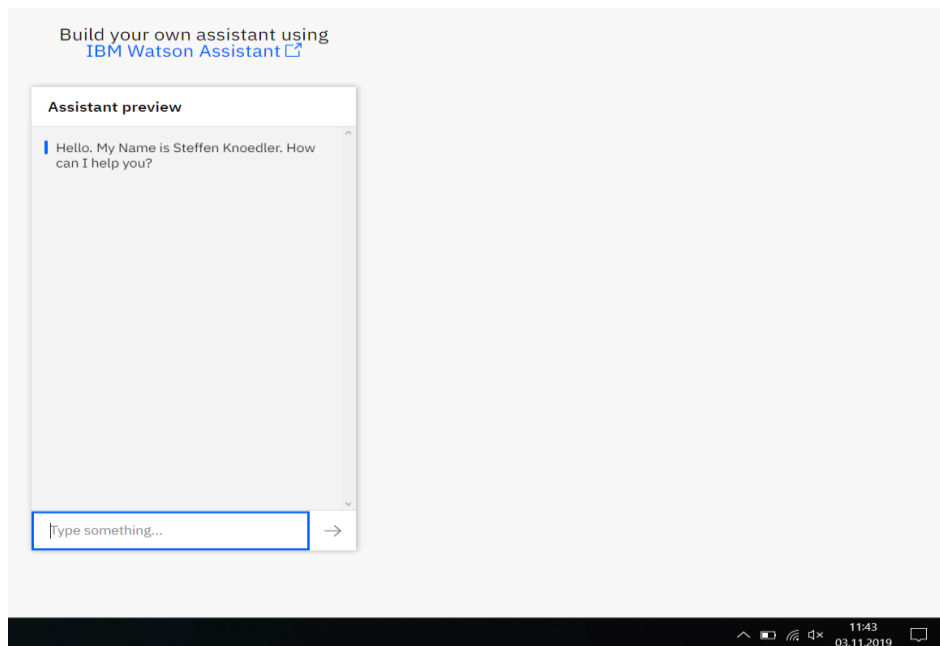 Build your own assistant using
IBM Watson Assistant
Assistant preview
Hello. My Name is Steffen Knoedler. How
can I help you?
Type something...
11:43
03.11.2019